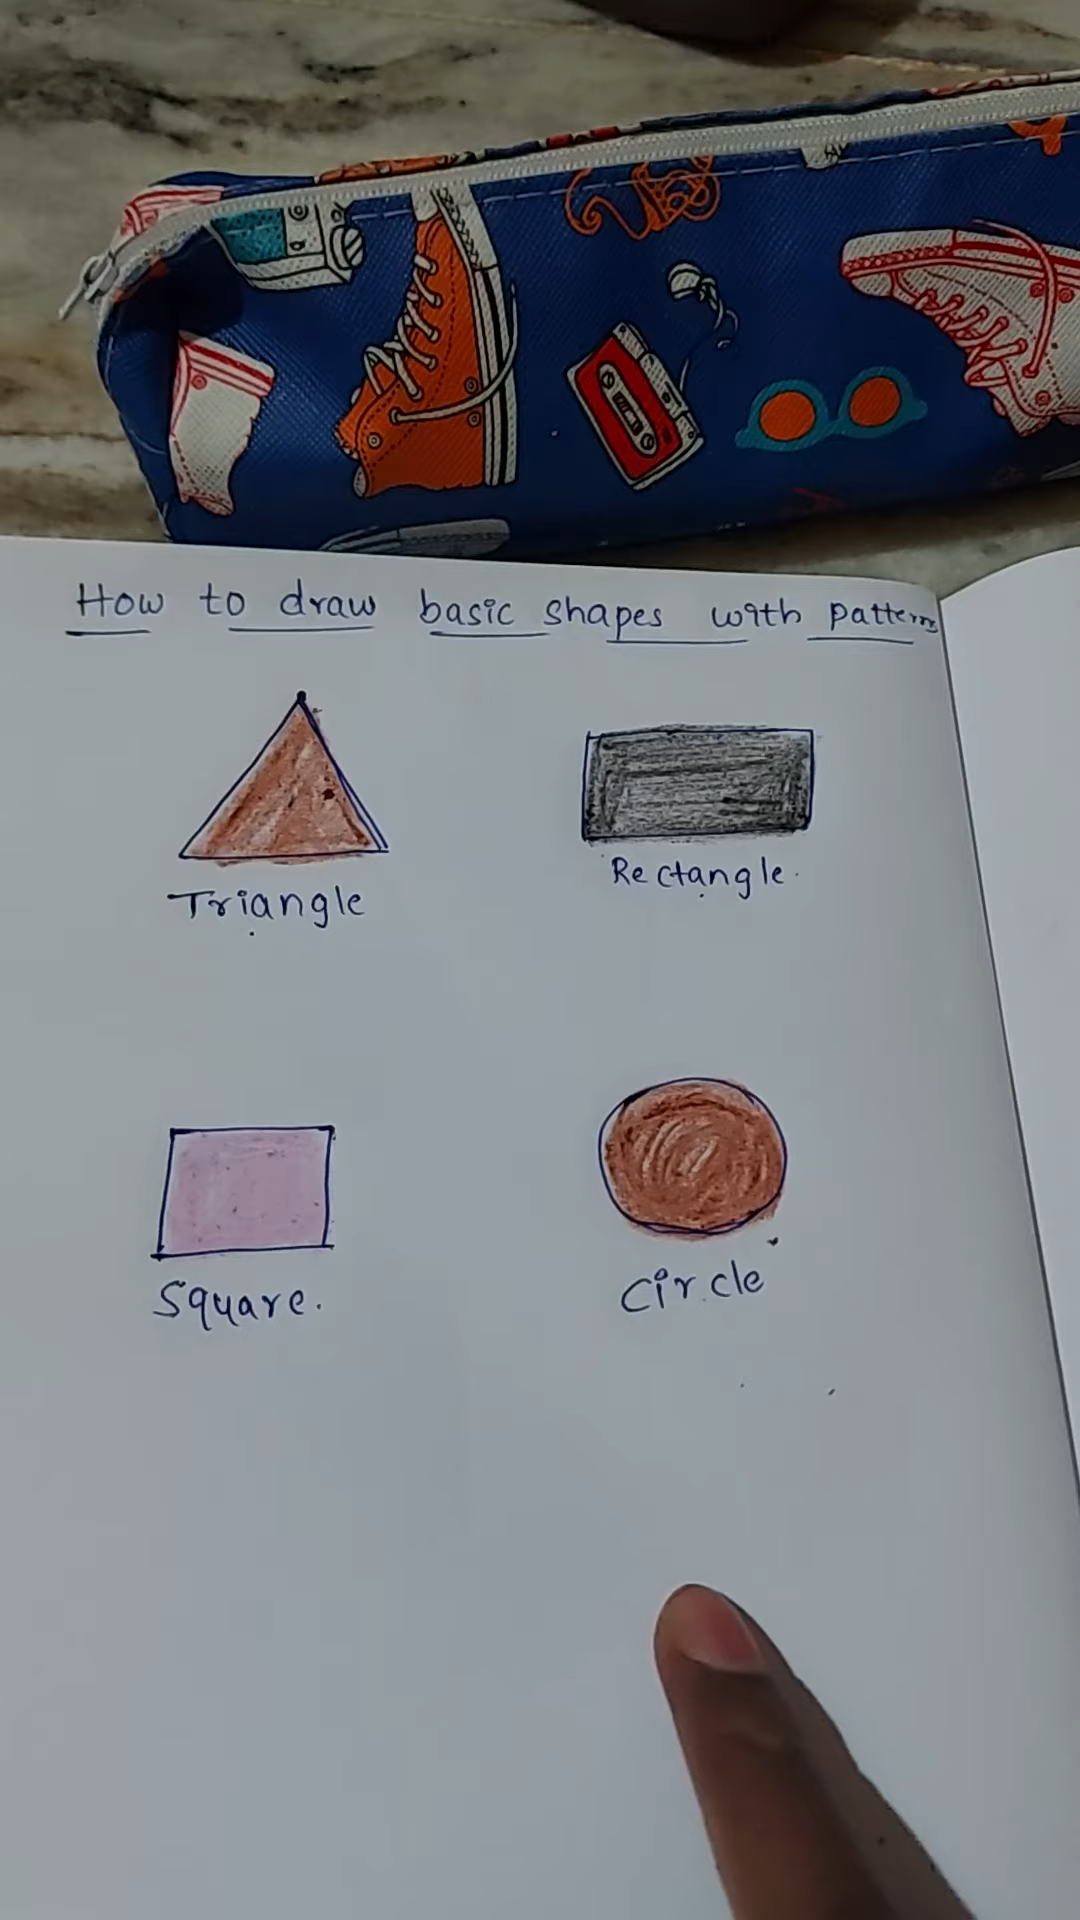 How to draw basic shapes with patterns
Triangle
Rectangle.
Square.
Circle